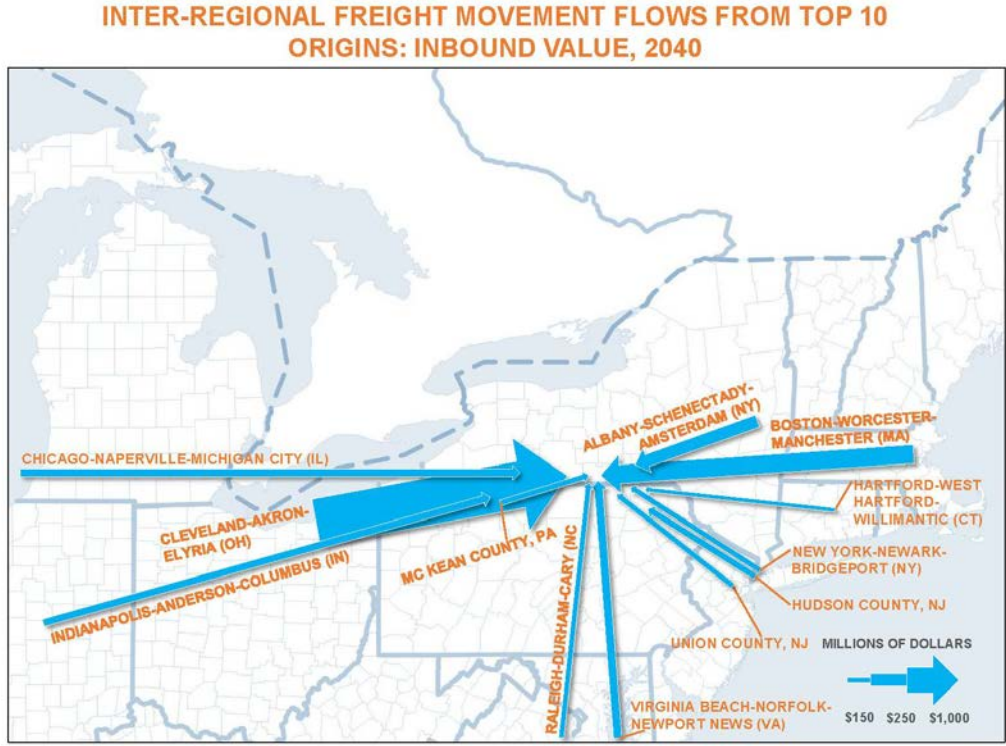 INTER-REGIONAL FREIGHT MOVEMENT FLOWS FROM TOP 10
ORIGINS: INBOUND VALUE, 2040
ALBANY-SCHENECTADY-
AMSTERDAM (NY)
BOSTON-WORCESTER-
MANCHESTER (MA)
CHICAGO-NAPERVILLE-MICHIGAN CITY (IL)
HARTFORD-WEST
HARTFORD-
WILLIMANTIC (CT)
CLEVELAND-AKRON-
ELYRIA (OH)
MC KEAN COUNTY, PA
INDIANAPOLIS-ANDERSON-COLUMBUS (IN)
NEW YORK-NEWARK-
BRIDGEPORT (NY)
HUDSON COUNTY, NJ
UNION COUNTY, NJ
RALEIGH-DURHAM-CARY (NC
VIRGINIA BEACH-NORFOLK-
NEWPORT NEWS (VA)
MILLIONS OF DOLLARS
$150 $250 $1,000